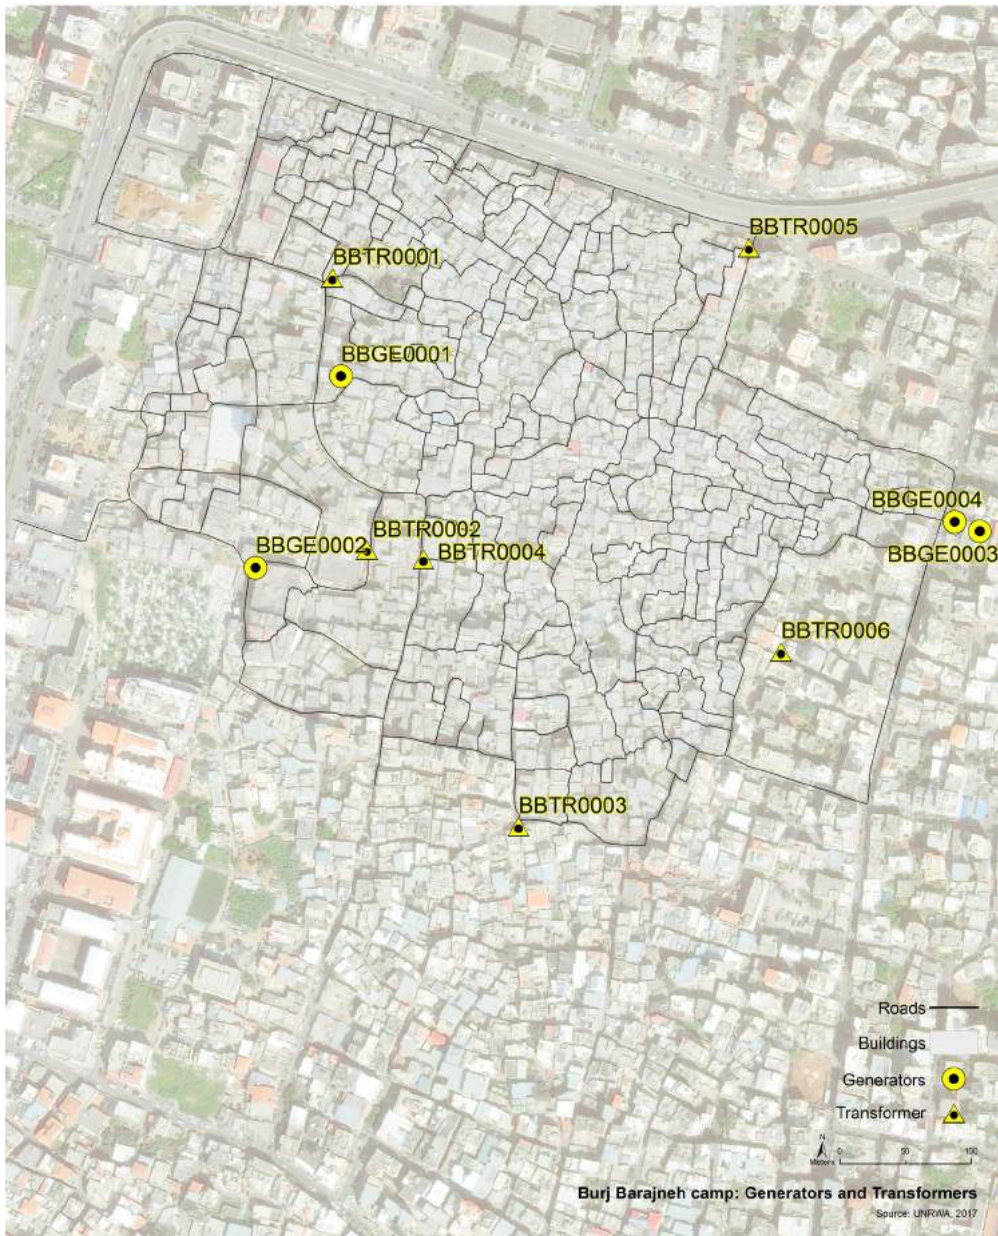 BBTR0005
BBTR0001
BBGE0001
BBGE0004
BBTR0002
BBGE0002
BBTR0004
BBGE0003
BBTR0006
BBTR0003
Roads
Buildings
Generators
Transformer
N
Meters
0 50 100
Burj Barajneh camp: Generators and Transformers
Source: UNRWA, 2017